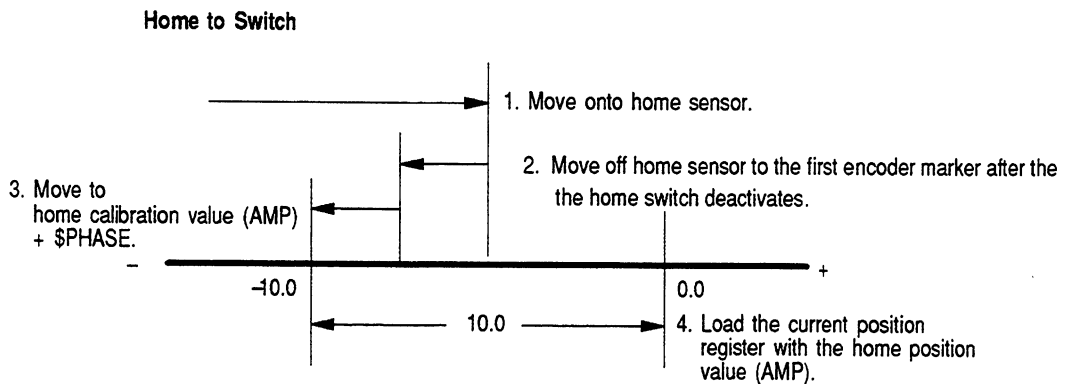 Home to Switch
1. Move onto home sensor.
2. Move off home sensor to the first encoder marker after the
the home switch deactivates.
3. Move to
home calibration value (AMP)
+ $PHASE.
–
+
–10.0
0.0
10.0
4. Load the current position
register with the home position
value (AMP).